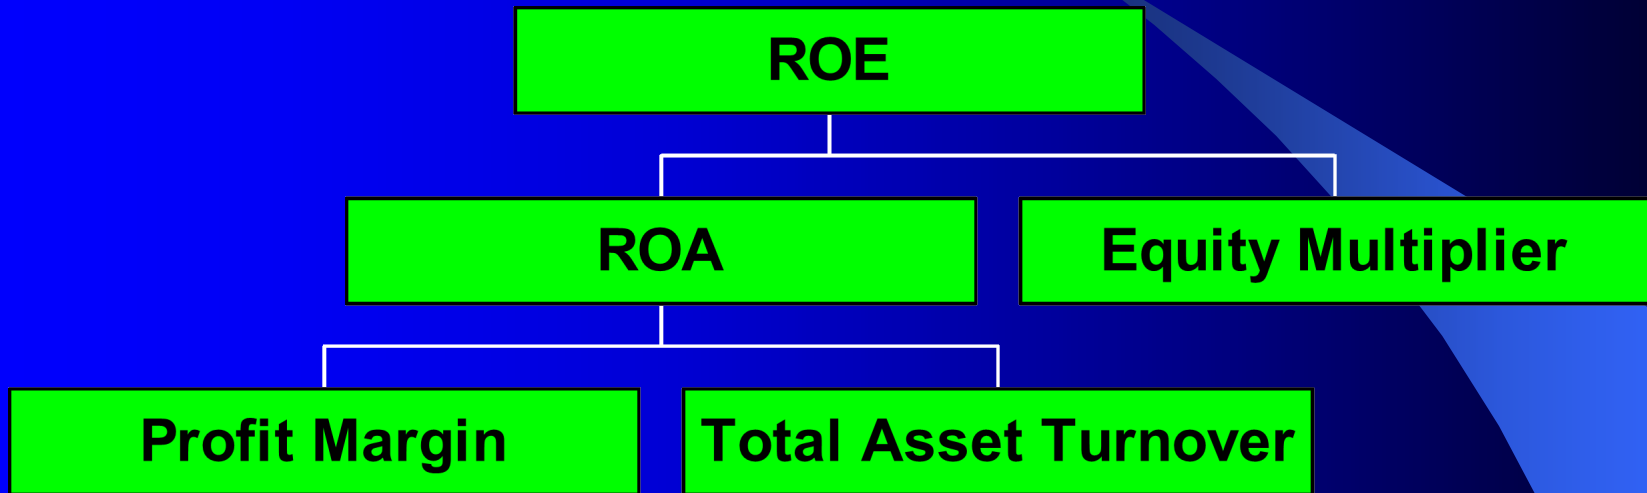 ROE
ROA
Equity Multiplier
Profit Margin
Total Asset Turnover